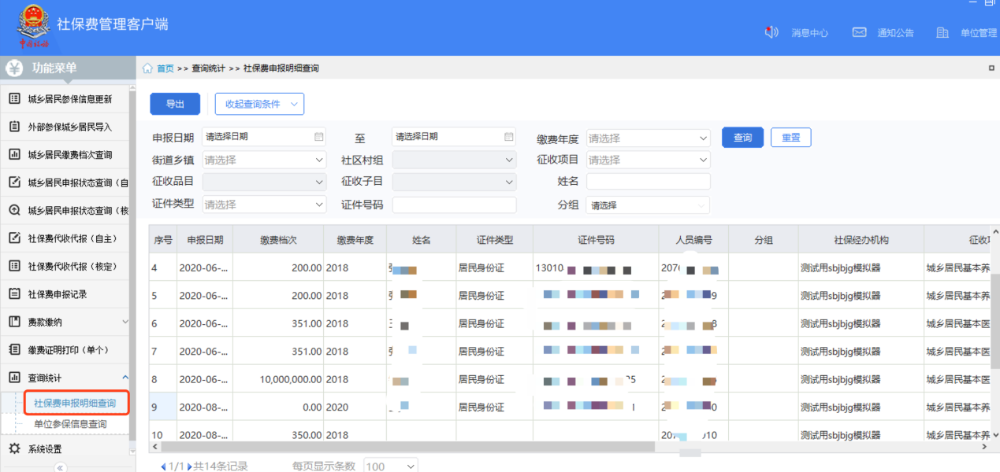 社保费管理客户端
中国税务
消息中心 通知公告 单位管理
功能菜单
首页 >> 查询统计 >> 社保费申报明细查询
城乡居民参保信息更新
外部参保城乡居民导入
城乡居民缴费档次查询
城乡居民申报状态查询（自
城乡居民申报状态查询（核
社保费代收代报（自主）
社保费代收代报（核定）
社保费申报记录
费款缴纳
缴费证明打印（单个）
查询统计
社保费申报明细查询
单位参保信息查询
系统设置
导出 收起查询条件
申报日期 请选择日期 至 请选择日期 缴费年度 请选择 查询 重置
街道乡镇 请选择 社区村组 征收项目 请选择
征收品目 征收子目 姓名
证件类型 请选择 证件号码 分组 请选择
序号 申报日期 缴费档次 缴费年度 姓名 证件类型 证件号码 人员编号 分组 社保经办机构 征收
4 2020-06-... 200.00 2018 居民身份证 13010 207 测试用sbjbjg模拟器 城乡居民基本养
5 2020-06-... 200.00 2018 居民身份证 2 9 测试用sbjbjg模拟器 城乡居民基本养
6 2020-06-... 351.00 2018 居民身份证 2 8 测试用sbjbjg模拟器 城乡居民基本医
7 2020-06-... 351.00 2018 居民身份证 2 测试用sbjbjg模拟器 城乡居民基本医
8 2020-06-... 10,000,000.00 2018 居民身份证 5 2 测试用sbjbjg模拟器 城乡居民基本医
9 2020-08-... 0.00 2020 居民身份证 1 2 0 测试用sbjbjg模拟器 城乡居民基本养
10 2020-08-... 350.00 2018 207 010 测试用sbjbjg模拟器 城乡居民基本养
1/1 共14条记录 每页显示条数 100